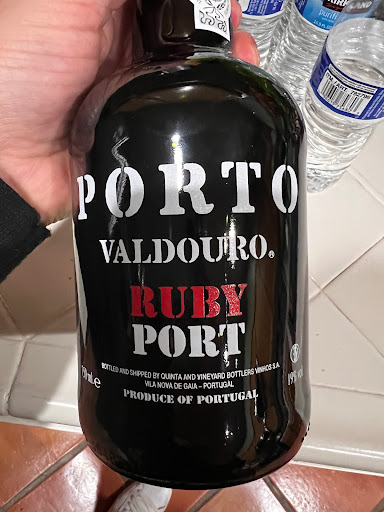 PORTO
VALDOURO®
RUBY
PORT
BOTTLED AND SHIPPED BY QUINTA AND VINEYARD BOTTLERS VINHOS S.A.
VILA NOVA DE GAIA – PORTUGAL
PRODUCE OF PORTUGAL